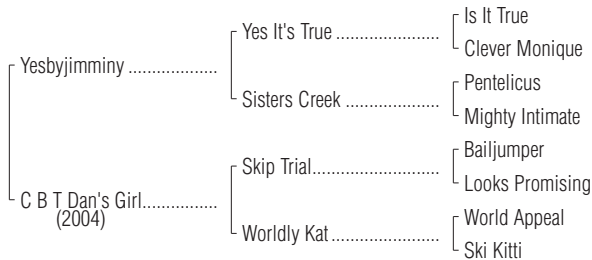 Is It True
Yes It's True ...................
Clever Monique
Yesbyjimminy .................
Pentelicus
Sisters Creek .................
Mighty Intimate
Bailjumper
Skip Trial.......................
Looks Promising
C B T Dan's Girl..............
(2004)
World Appeal
Worldly Kat....................
Ski Kitti